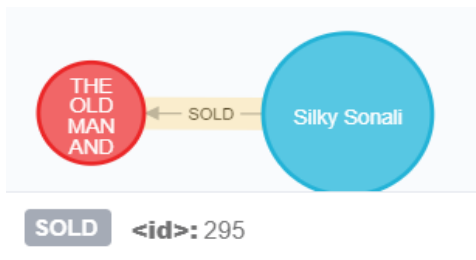 THE
OLD
MAN
AND
SOLD
Silky Sonali
SOLD <id>: 295